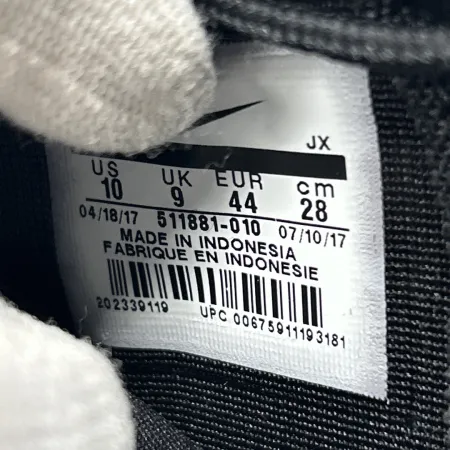 JX
US UK EUR cm
10 9 44 28
04/18/17 511881-010 07/10/17
MADE IN INDONESIA
FABRIQUE EN INDONESIE
202339119 UPC 00675911193181